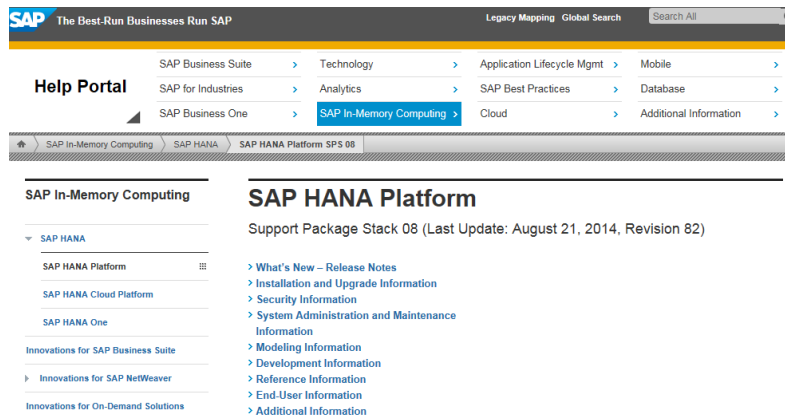 SAP The Best-Run Businesses Run SAP
Legacy Mapping Global Search
Search All
Help Portal
SAP Business Suite
Technology
Application Lifecycle Mgmt
Mobile
SAP for Industries
Analytics
SAP Best Practices
Database
SAP Business One
SAP In-Memory Computing
Cloud
Additional Information
SAP In-Memory Computing
SAP HANA
SAP HANA Platform SPS 08
SAP In-Memory Computing
SAP HANA
SAP HANA Platform
SAP HANA Cloud Platform
SAP HANA One
Innovations for SAP Business Suite
Innovations for SAP NetWeaver
Innovations for On-Demand Solutions
SAP HANA Platform
Support Package Stack 08 (Last Update: August 21, 2014, Revision 82)
What's New – Release Notes
Installation and Upgrade Information
Security Information
System Administration and Maintenance
Information
Modeling Information
Development Information
Reference Information
End-User Information
Additional Information